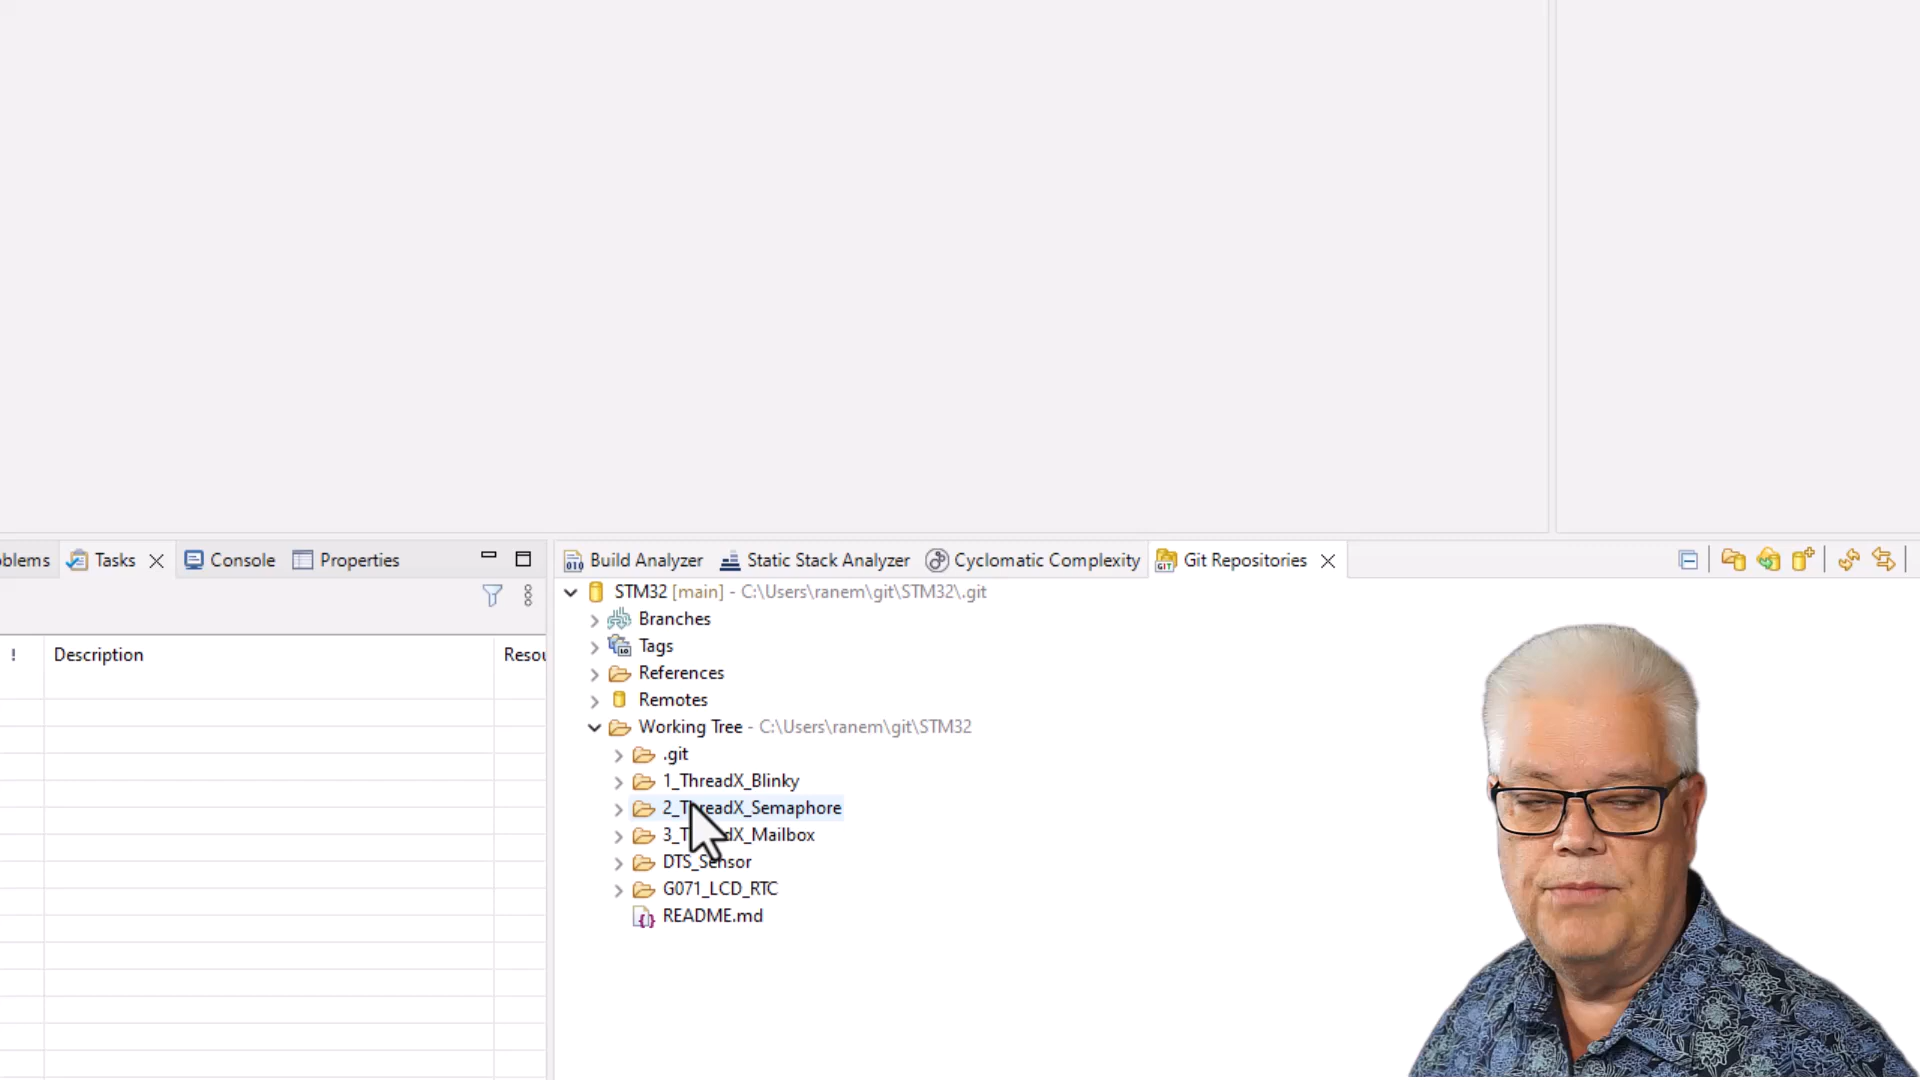 oblems Tasks Console Properties
Build Analyzer Static Stack Analyzer Cyclomatic Complexity Git Repositories
! Description Resou
STM32 [main] - C:\Users\ranem\git\STM32\.git
Branches
Tags
References
Remotes
Working Tree - C:\Users\ranem\git\STM32
.git
1_ThreadX_Blinky
2_ThreadX_Semaphore
3_ThreadX_Mailbox
DTS_Sensor
G071_LCD_RTC
README.md